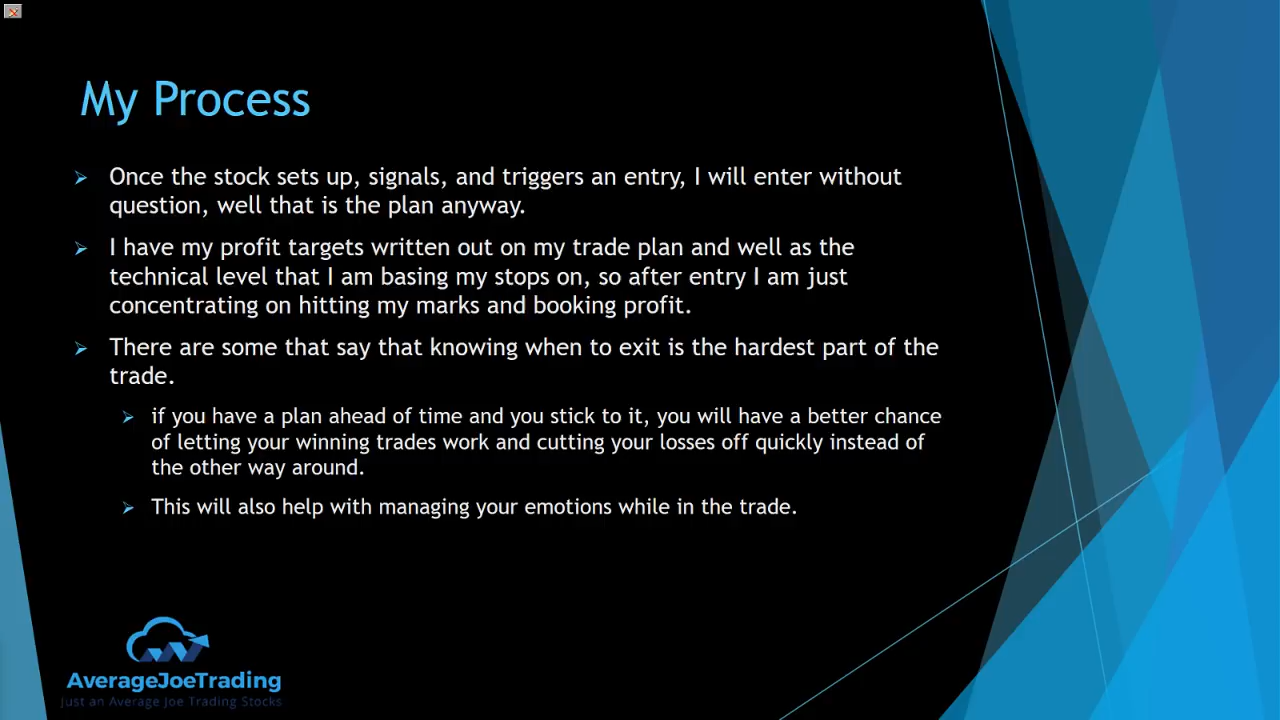 My Process
Once the stock sets up, signals, and triggers an entry, I will enter without
question, well that is the plan anyway.
I have my profit targets written out on my trade plan and well as the
technical level that I am basing my stops on, so after entry I am just
concentrating on hitting my marks and booking profit.
There are some that say that knowing when to exit is the hardest part of the
trade.
if you have a plan ahead of time and you stick to it, you will have a better chance
of letting your winning trades work and cutting your losses off quickly instead of
the other way around.
This will also help with managing your emotions while in the trade.
AverageJoeTrading
Just an Average Joe Trading Stocks